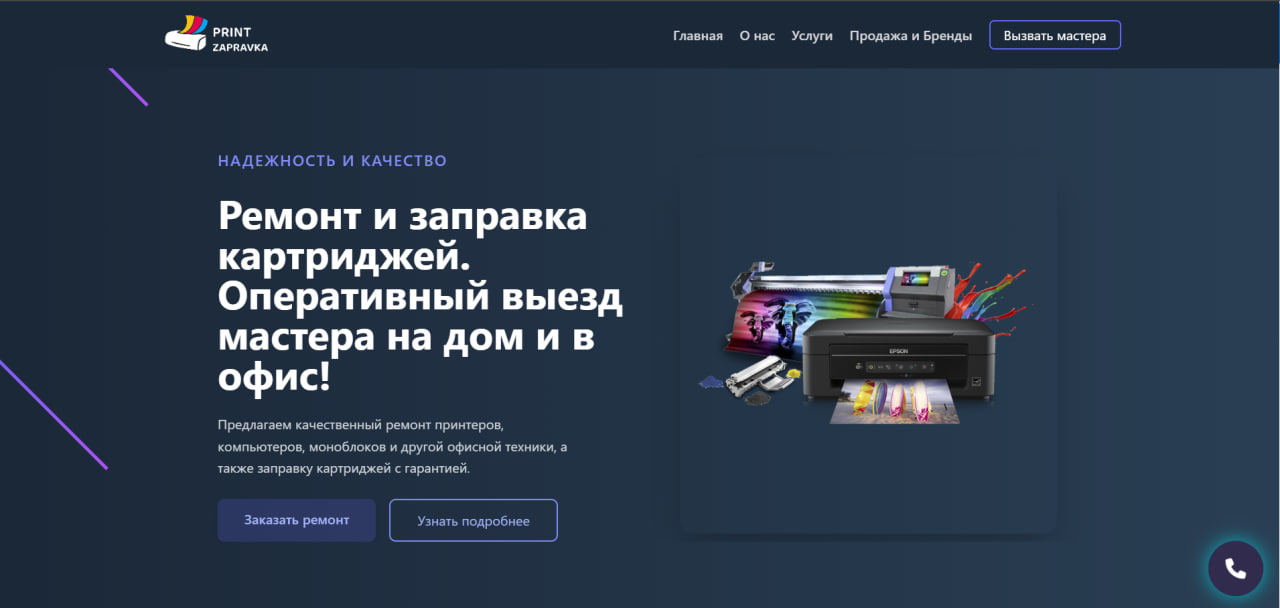 PRINT
ZAPRAVKA
Главная О нас Услуги Продажа и Бренды Вызвать мастера
НАДЕЖНОСТЬ И КАЧЕСТВО
Ремонт и заправка
картриджей.
Оперативный выезд
мастера на дом и в
офис!
Предлагаем качественный ремонт принтеров,
компьютеров, моноблоков и другой офисной техники, а
также заправку картриджей с гарантией.
Заказать ремонт Узнать подробнее
EPSON